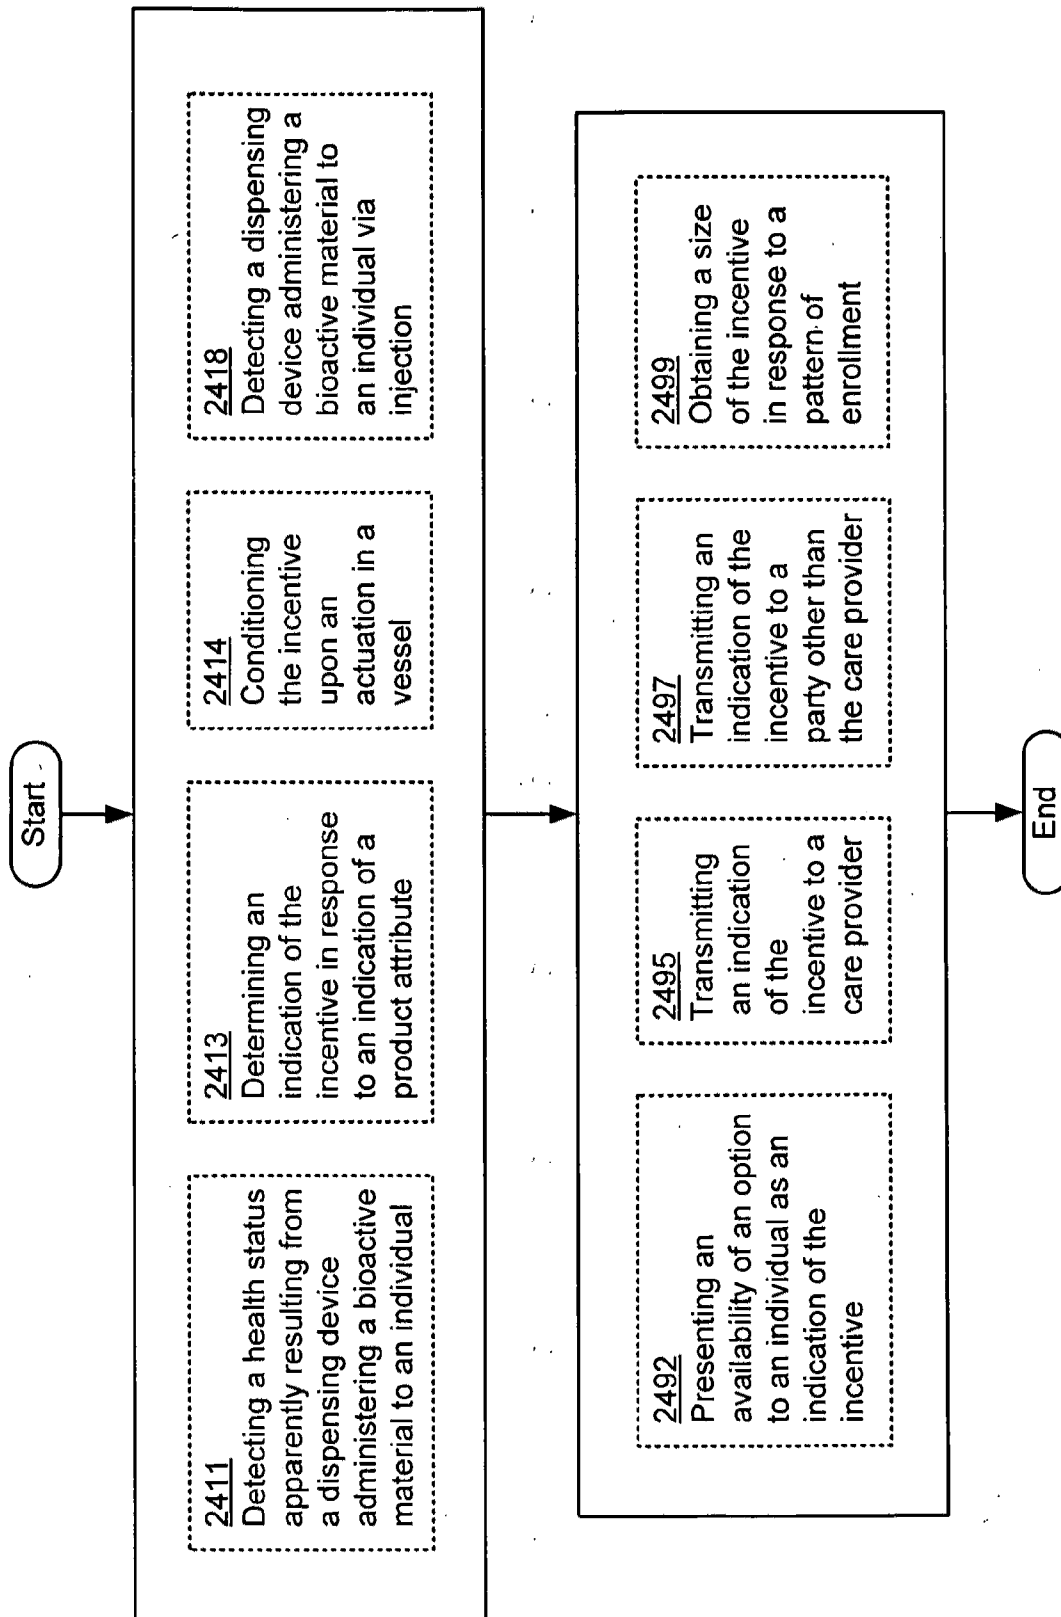 Start
2411
Detecting a health status
apparently resulting from
a dispensing device
administering a bioactive
material to an individual
2413
Determining an
indication of the
incentive in response
to an indication of a
product attribute
2414
Conditioning
the incentive
upon an
actuation in a
vessel
2418
Detecting a dispensing
device administering a
bioactive material to
an individual via
injection
2492
Presenting an
availability of an option
to an individual as an
indication of the
incentive
2495
Transmitting
an indication
of the
incentive to a
care provider
2497
Transmitting an
indication of the
incentive to a
party other than
the care provider
2499
Obtaining a size
of the incentive
in response to a
pattern of
enrollment
End